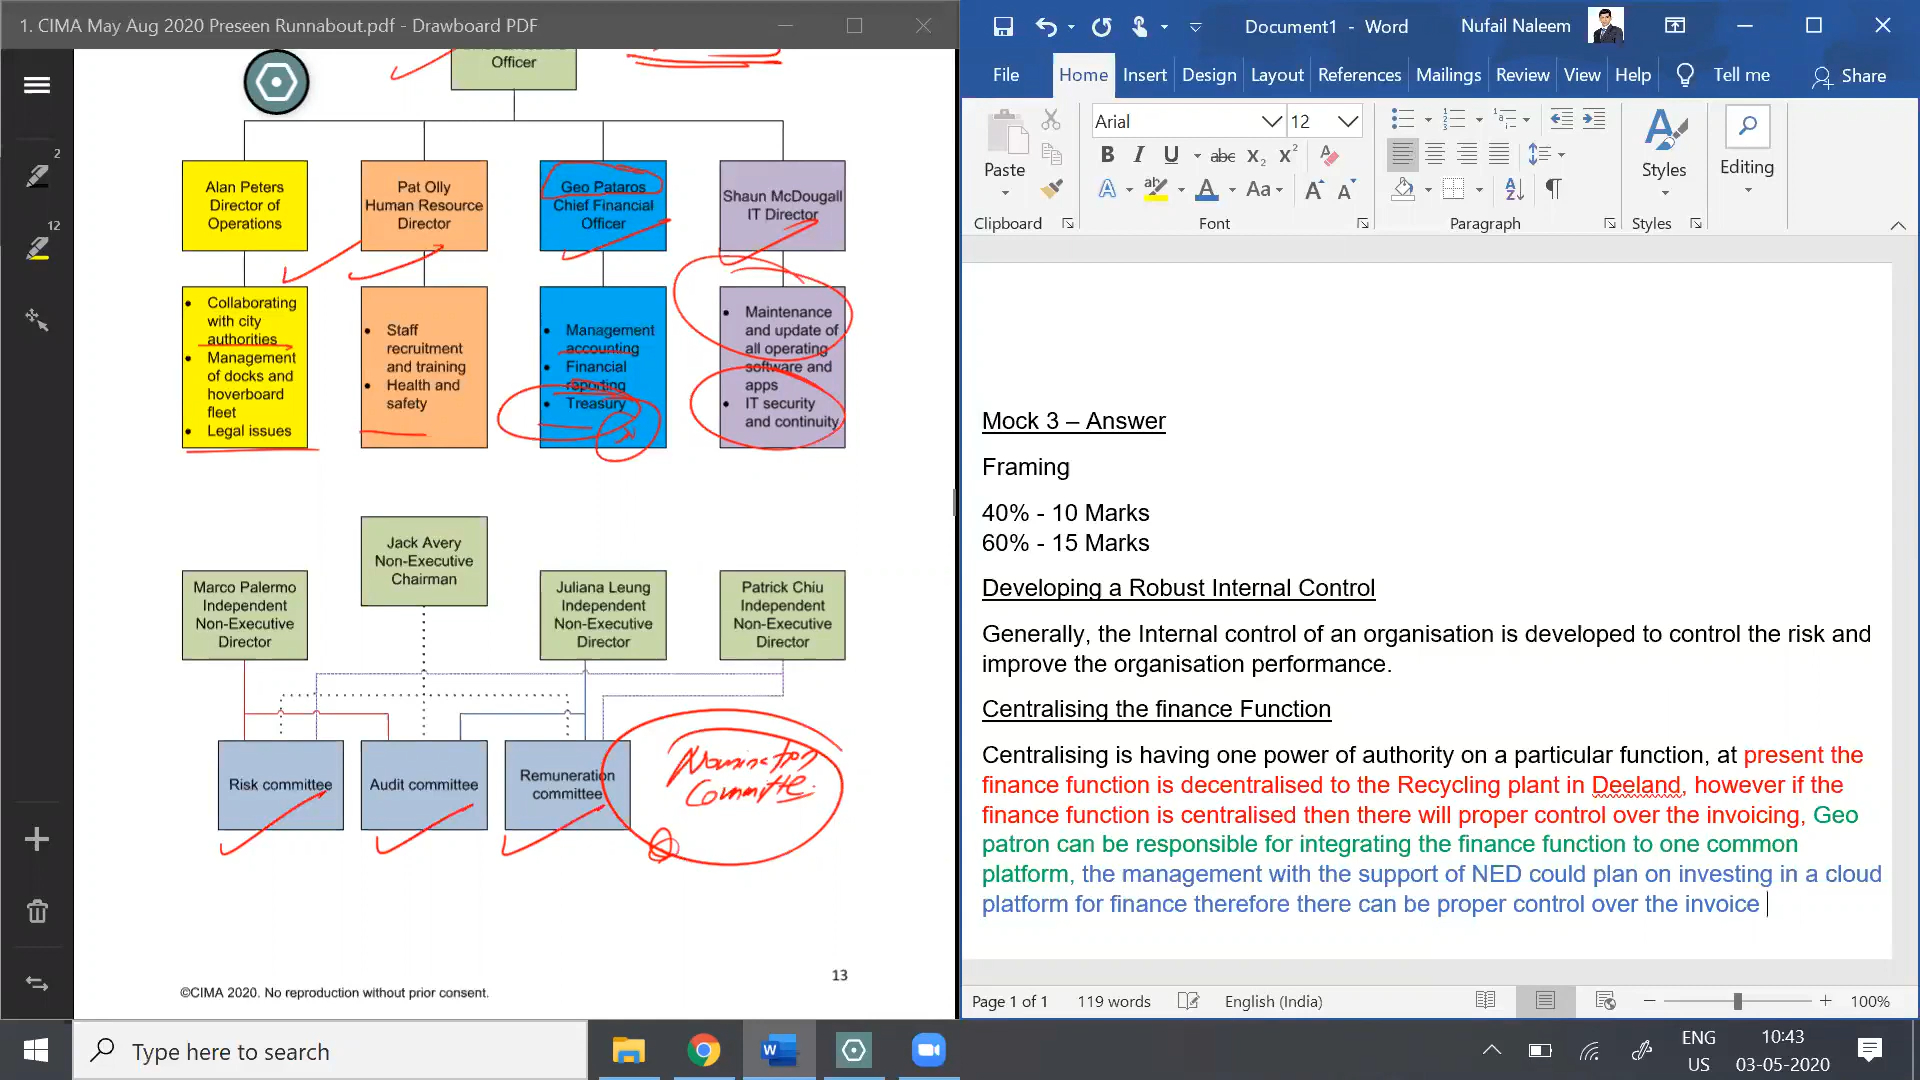 1. CIMA May Aug 2020 Preseen Runnabout.pdf - Drawboard PDF
Officer
2
12
Alan Peters
Director of
Operations
Pat Olly
Human Resource
Director
Geo Pataros
Chief Financial
Officer
Shaun McDougall
IT Director
• Collaborating
with city
authorities
• Management
of docks and
hoverboard
fleet
• Legal issues
• Staff
recruitment
and training
• Health and
safety
• Management
accounting
• Financial
reporting
• Treasury
• Maintenance
and update of
all operating
software and
apps
• IT security
and continuity
Jack Avery
Non-Executive
Chairman
Marco Palermo
Independent
Non-Executive
Director
Juliana Leung
Independent
Non-Executive
Director
Patrick Chiu
Independent
Non-Executive
Director
Risk committee
Audit committee
Remuneration
committee
Nomination
Committe.
13
©CIMA 2020. No reproduction without prior consent.
Document1 - Word
Nufail Naleem
File Home Insert Design Layout References Mailings Review View Help Tell me Share
Paste
Clipboard
Arial 12
B I U abc X2 X2
A A Aa A A
Font
Paragraph
Styles
Styles
Editing
Mock 3 – Answer
Framing
40% - 10 Marks
60% - 15 Marks
Developing a Robust Internal Control
Generally, the Internal control of an organisation is developed to control the risk and
improve the organisation performance.
Centralising the finance Function
Centralising is having one power of authority on a particular function, at present the
finance function is decentralised to the Recycling plant in Deeland, however if the
finance function is centralised then there will proper control over the invoicing, Geo
patron can be responsible for integrating the finance function to one common
platform, the management with the support of NED could plan on investing in a cloud
platform for finance therefore there can be proper control over the invoice
Page 1 of 1 119 words English (India) 100%
Type here to search
ENG
US
10:43
03-05-2020